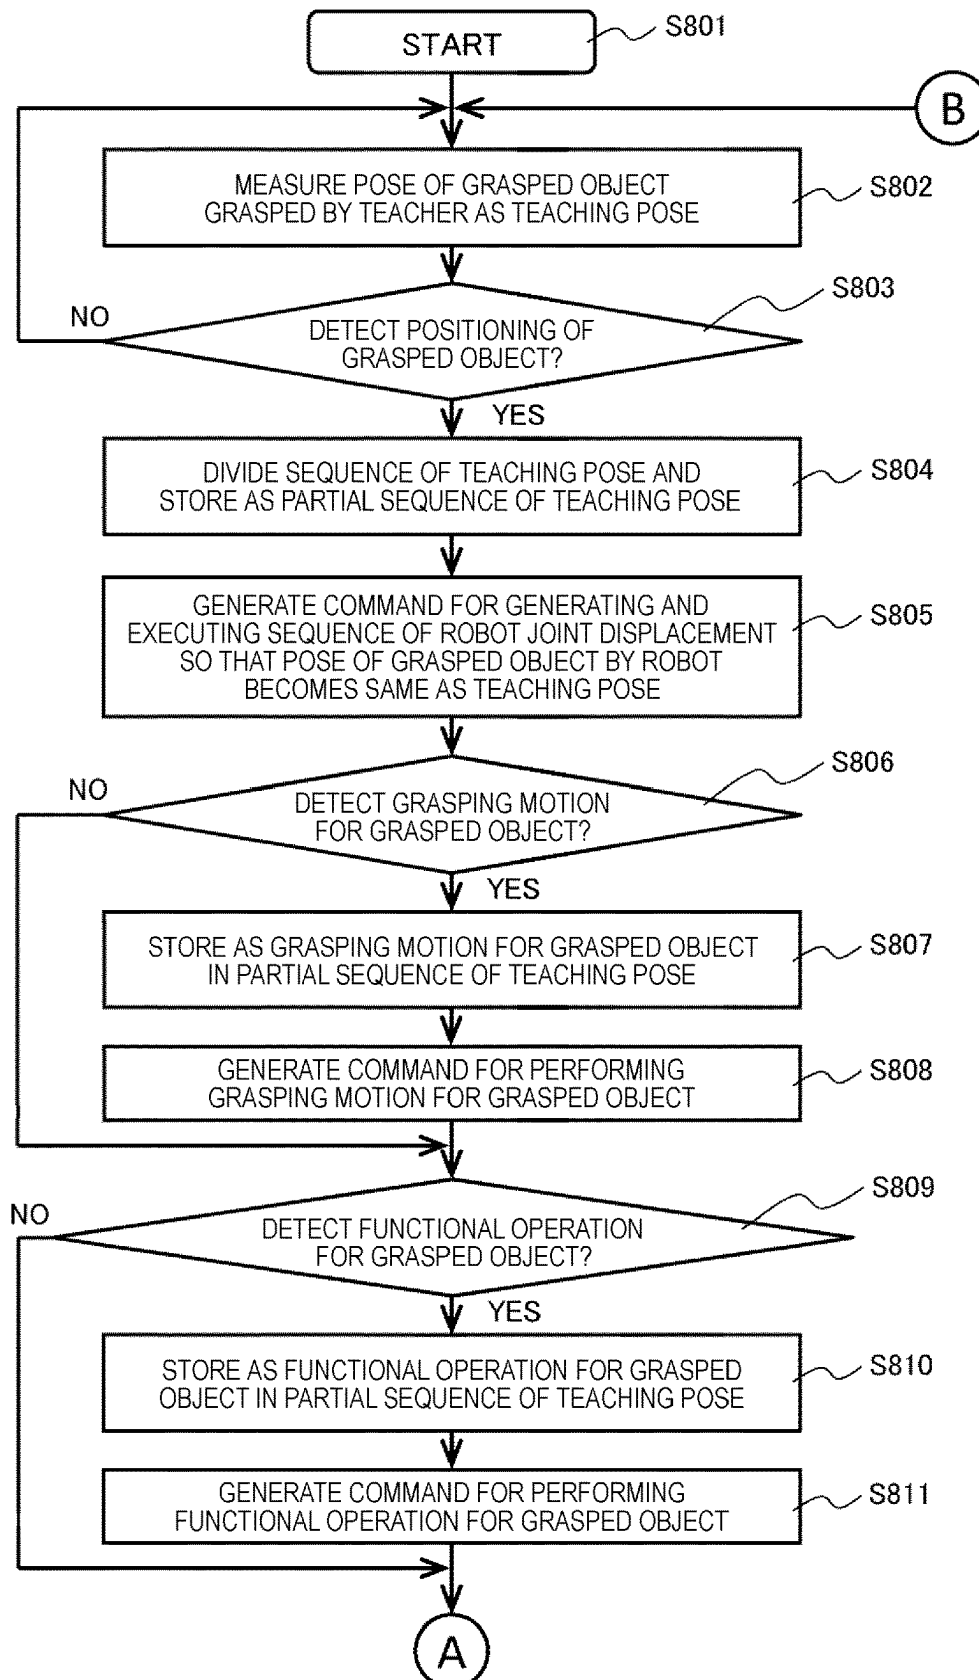 START
S801
B
MEASURE POSE OF GRASPED OBJECT
GRASPED BY TEACHER AS TEACHING POSE
S802
S803
NO
DETECT POSITIONING OF
GRASPED OBJECT?
YES
DIVIDE SEQUENCE OF TEACHING POSE AND
STORE AS PARTIAL SEQUENCE OF TEACHING POSE
S804
GENERATE COMMAND FOR GENERATING AND
EXECUTING SEQUENCE OF ROBOT JOINT DISPLACEMENT
SO THAT POSE OF GRASPED OBJECT BY ROBOT
BECOMES SAME AS TEACHING POSE
S805
S806
NO
DETECT GRASPING MOTION
FOR GRASPED OBJECT?
YES
STORE AS GRASPING MOTION FOR GRASPED OBJECT
IN PARTIAL SEQUENCE OF TEACHING POSE
S807
GENERATE COMMAND FOR PERFORMING
GRASPING MOTION FOR GRASPED OBJECT
S808
S809
NO
DETECT FUNCTIONAL OPERATION
FOR GRASPED OBJECT?
YES
STORE AS FUNCTIONAL OPERATION FOR GRASPED
OBJECT IN PARTIAL SEQUENCE OF TEACHING POSE
S810
GENERATE COMMAND FOR PERFORMING
FUNCTIONAL OPERATION FOR GRASPED OBJECT
S811
A